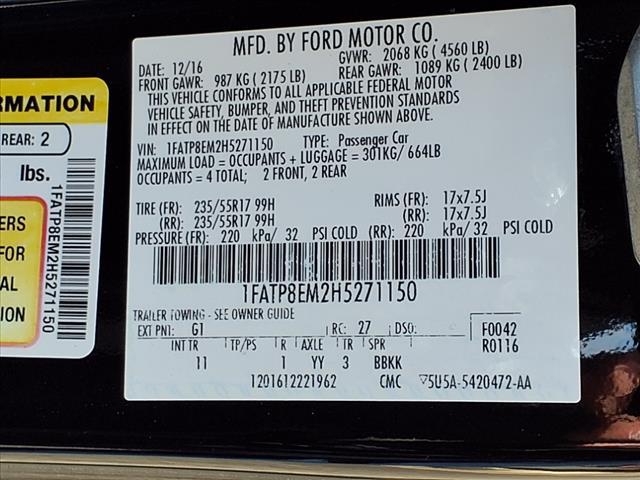 MFD. BY FORD MOTOR CO.
DATE: 12/16 GVWR: 2068 KG ( 4560 LB)
FRONT GAWR: 987 KG ( 2175 LB) REAR GAWR: 1089 KG ( 2400 LB)
THIS VEHICLE CONFORMS TO ALL APPLICABLE FEDERAL MOTOR
VEHICLE SAFETY, BUMPER, AND THEFT PREVENTION STANDARDS
IN EFFECT ON THE DATE OF MANUFACTURE SHOWN ABOVE.
VIN: 1FATP8EM2H5271150 TYPE: Passenger Car
MAXIMUM LOAD = OCCUPANTS + LUGGAGE = 301KG/ 664LB
OCCUPANTS = 4 TOTAL; 2 FRONT, 2 REAR
TIRE (FR): 235/55R17 99H RIMS (FR): 17x7.5J
(RR): 235/55R17 99H (RR): 17x7.5J
PRESSURE (FR): 220 kPa/ 32 PSI COLD (RR): 220 kPa/ 32 PSI COLD
1FATP8EM2H5271150
TRAILER TOWING - SEE OWNER GUIDE
EXT PNT: G1 RC: 27 DSO: F0042
INT TR TP/PS R AXLE TR SPR R0116
11 1 YY 3 BBKK
1201612221962 CMC 5U5A-5420472-AA
ORMATION
REAR: 2
lbs.
ERS
FOR
AL
ION
1FATP8EM2H5271150